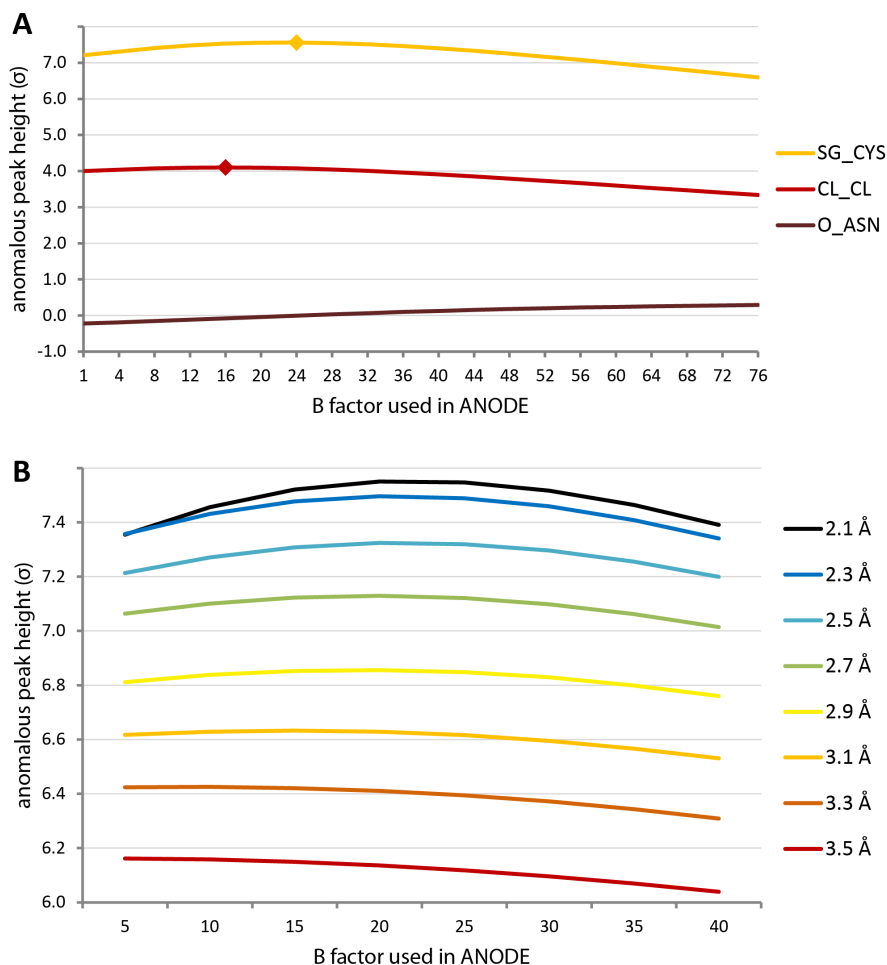 A
7.0
6.0
5.0
4.0
3.0
2.0
1.0
0.0
-1.0
anomalous peak height (σ)
1 4 8 12 16 20 24 28 32 36 40 44 48 52 56 60 64 68 72 76
B factor used in ANODE
SG_CYS
CL_CL
O_ASN
B
7.4
7.2
7.0
6.8
6.6
6.4
6.2
6.0
anomalous peak height (σ)
5 10 15 20 25 30 35 40
B factor used in ANODE
2.1 Å
2.3 Å
2.5 Å
2.7 Å
2.9 Å
3.1 Å
3.3 Å
3.5 Å